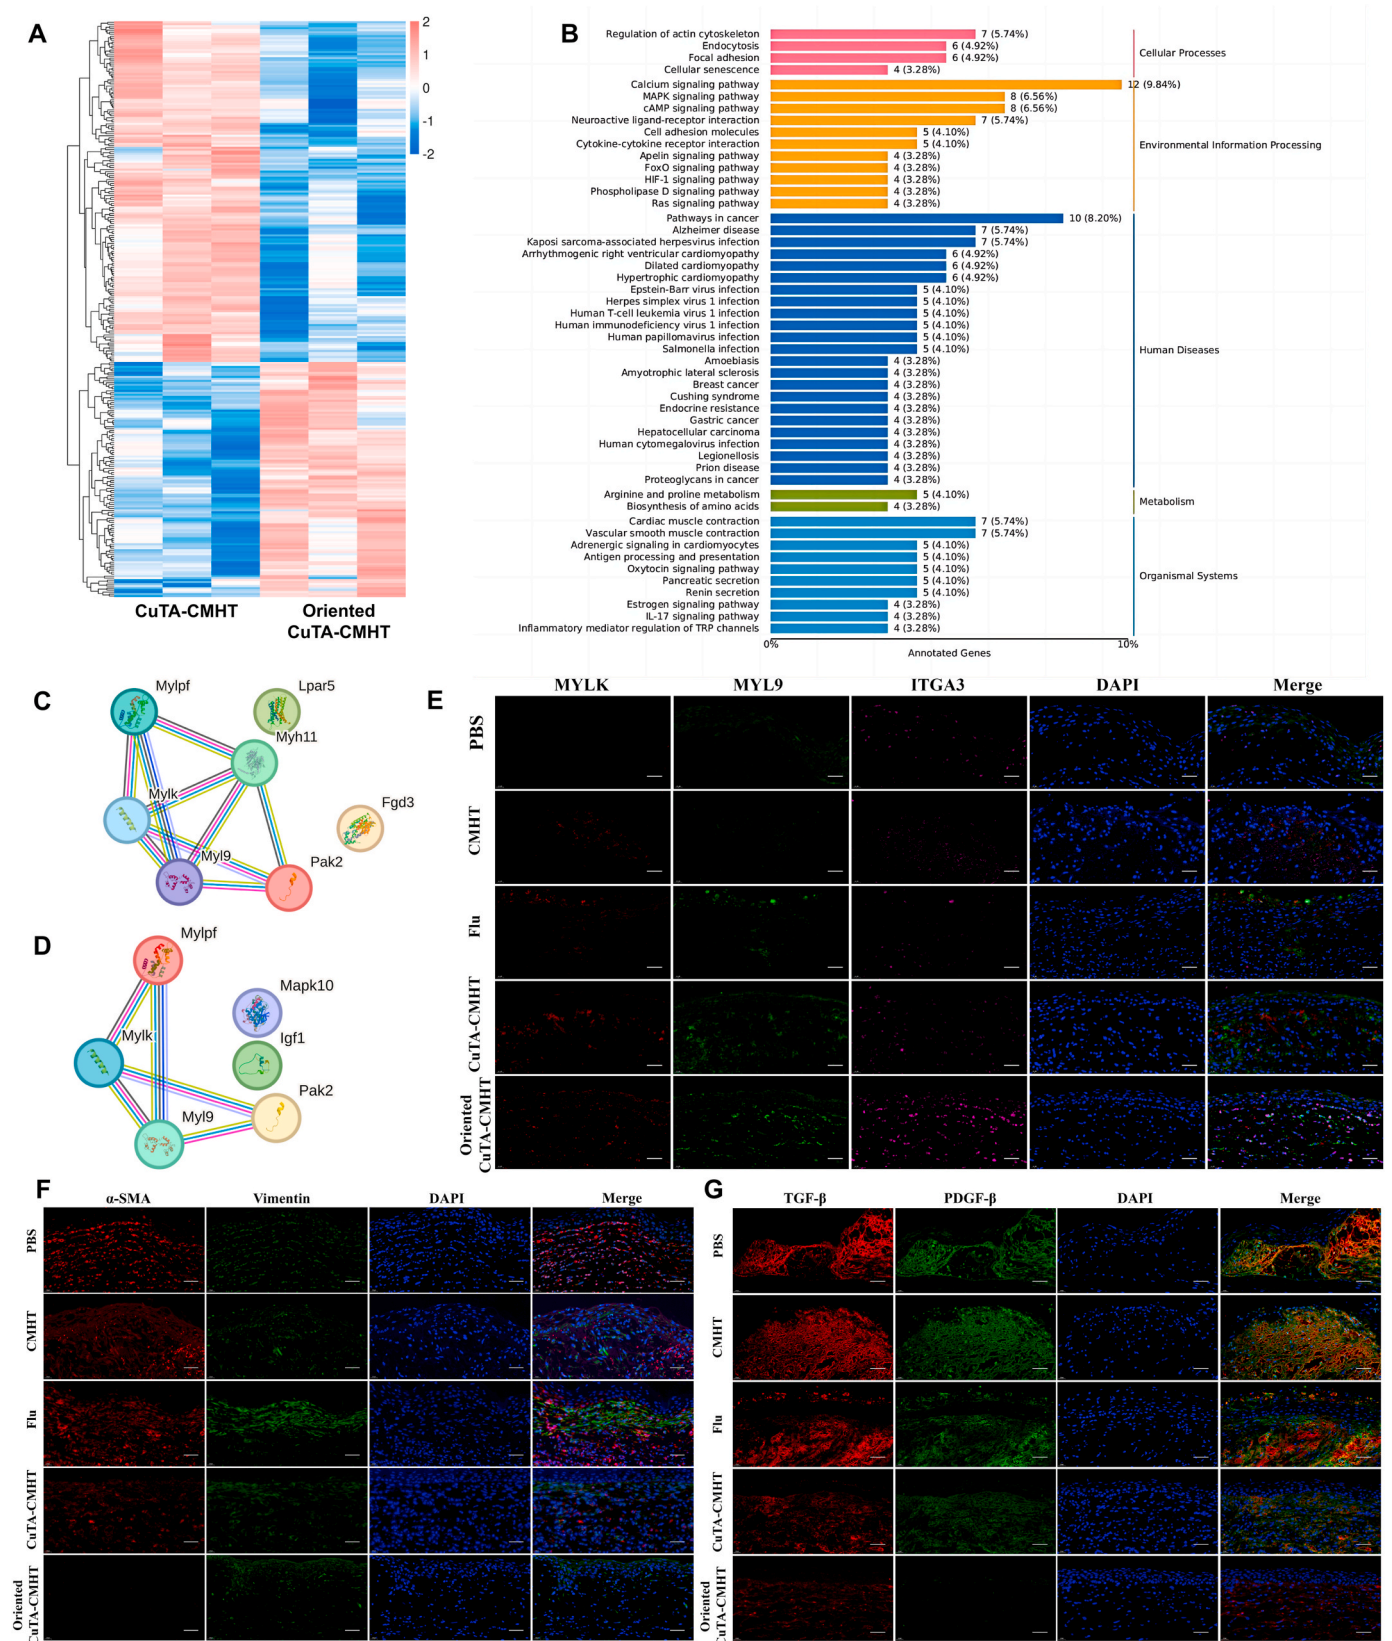 A
2
1
0
-1
-2
CuTA-CMHT
Oriented
CuTA-CMHT
B
Regulation of actin cytoskeleton 7 (5.74%)
Endocytosis 6 (4.92%)
Focal adhesion 6 (4.92%)
Cellular senescence 4 (3.28%)
Cellular Processes
Calcium signaling pathway 12 (9.84%)
MAPK signaling pathway 8 (6.56%)
cAMP signaling pathway 8 (6.56%)
Neuroactive ligand-receptor interaction 7 (5.74%)
Cell adhesion molecules 5 (4.10%)
Cytokine-cytokine receptor interaction 5 (4.10%)
Apelin signaling pathway 4 (3.28%)
FoxO signaling pathway 4 (3.28%)
HIF-1 signaling pathway 4 (3.28%)
Phospholipase D signaling pathway 4 (3.28%)
Ras signaling pathway 4 (3.28%)
Environmental Information Processing
Pathways in cancer 10 (8.20%)
Alzheimer disease 7 (5.74%)
Kaposi sarcoma-associated herpesvirus infection 7 (5.74%)
Arrhythmogenic right ventricular cardiomyopathy 6 (4.92%)
Dilated cardiomyopathy 6 (4.92%)
Hypertrophic cardiomyopathy 6 (4.92%)
Epstein-Barr virus infection 5 (4.10%)
Herpes simplex virus 1 infection 5 (4.10%)
Human T-cell leukemia virus 1 infection 5 (4.10%)
Human immunodeficiency virus 1 infection 5 (4.10%)
Human papillomavirus infection 5 (4.10%)
Salmonella infection 5 (4.10%)
Amoebiasis 4 (3.28%)
Amyotrophic lateral sclerosis 4 (3.28%)
Breast cancer 4 (3.28%)
Cushing syndrome 4 (3.28%)
Endocrine resistance 4 (3.28%)
Gastric cancer 4 (3.28%)
Hepatocellular carcinoma 4 (3.28%)
Human cytomegalovirus infection 4 (3.28%)
Legionellosis 4 (3.28%)
Prion disease 4 (3.28%)
Proteoglycans in cancer 4 (3.28%)
Human Diseases
Arginine and proline metabolism 5 (4.10%)
Biosynthesis of amino acids 4 (3.28%)
Metabolism
Cardiac muscle contraction 7 (5.74%)
Vascular smooth muscle contraction 7 (5.74%)
Adrenergic signaling in cardiomyocytes 5 (4.10%)
Antigen processing and presentation 5 (4.10%)
Oxytocin signaling pathway 5 (4.10%)
Pancreatic secretion 5 (4.10%)
Renin secretion 5 (4.10%)
Estrogen signaling pathway 4 (3.28%)
IL-17 signaling pathway 4 (3.28%)
Inflammatory mediator regulation of TRP channels 4 (3.28%)
Organismal Systems
0% 10%
Annotated Genes
C
Mylpf
Lpar5
Myh11
Mylk
Fgd3
Myl9
Pak2
D
Mylpf
Mapk10
Mylk
Igf1
Pak2
Myl9
E
MYLK MYL9 ITGA3 DAPI Merge
PBS
CMHT
Flu
CuTA-CMHT
Oriented
CuTA-CMHT
F
α-SMA Vimentin DAPI Merge
PBS
CMHT
Flu
CuTA-CMHT
Oriented
CuTA-CMHT
G
TGF-β PDGF-β DAPI Merge
PBS
CMHT
Flu
CuTA-CMHT
Oriented
CuTA-CMHT